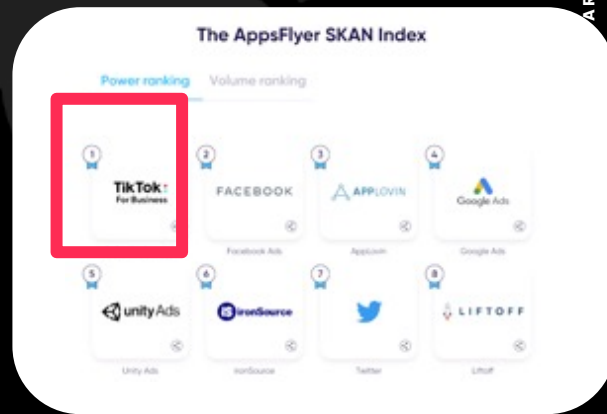 The AppsFlyer SKAN Index
Power ranking Volume ranking
1 2 3 4
TikTok: FACEBOOK APPLOVIN Google Ads
For Business
Facebook Ads AppLovin Google Ads
5 6 7 8
unity Ads ironSource LIFTOFF
Unity Ads ironSource Twitter Liftoff